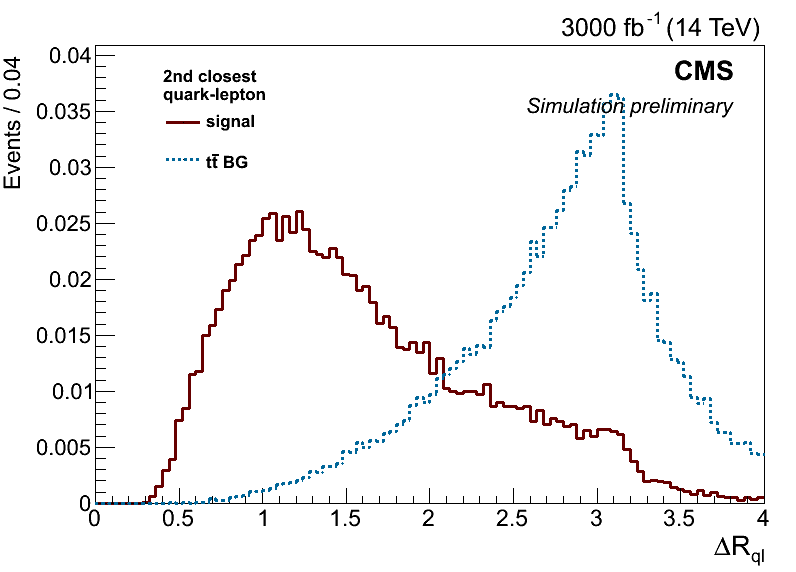 3000 fb⁻¹ (14 TeV)
CMS
Simulation preliminary
2nd closest
quark-lepton
signal
tt̄ BG
Events / 0.04
0.04
0.035
0.03
0.025
0.02
0.015
0.01
0.005
0
0 0.5 1 1.5 2 2.5 3 3.5 4
ΔR_ql